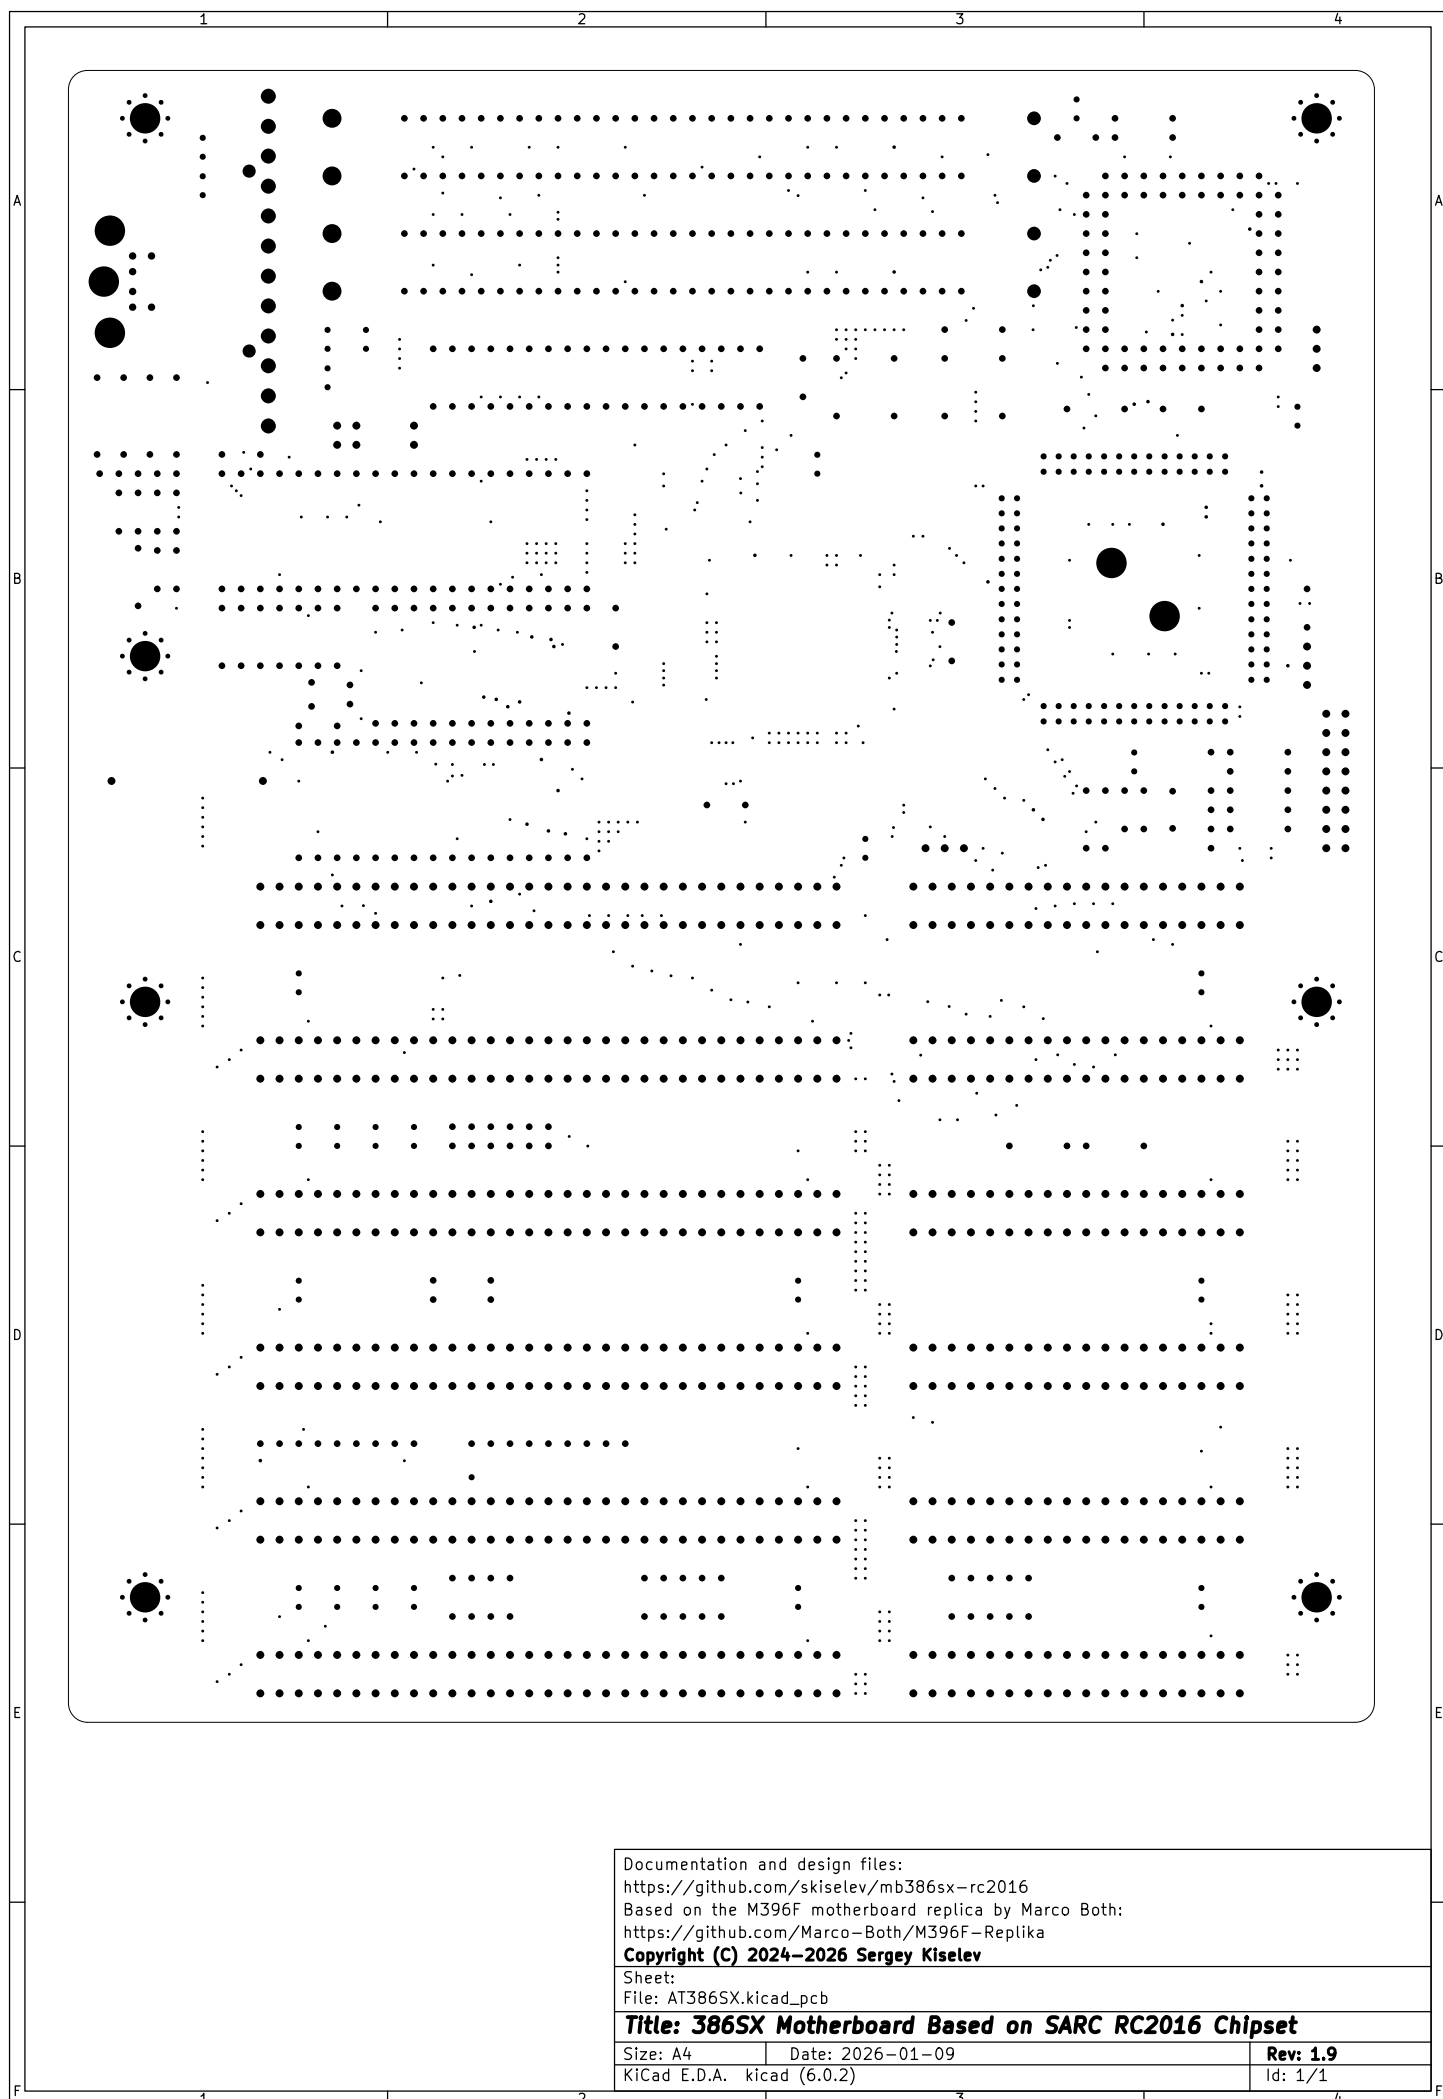 1 2 3 4
A A
B B
C C
D D
E E
Documentation and design files:
https://github.com/skiselev/mb386sx-rc2016
Based on the M396F motherboard replica by Marco Both:
https://github.com/Marco-Both/M396F-Replika
Copyright (C) 2024-2026 Sergey Kiselev
Sheet:
File: AT386SX.kicad_pcb
Title: 386SX Motherboard Based on SARC RC2016 Chipset
Size: A4 Date: 2026-01-09 Rev: 1.9
KiCad E.D.A. kicad (6.0.2) Id: 1/1
F F
1 2 3 4